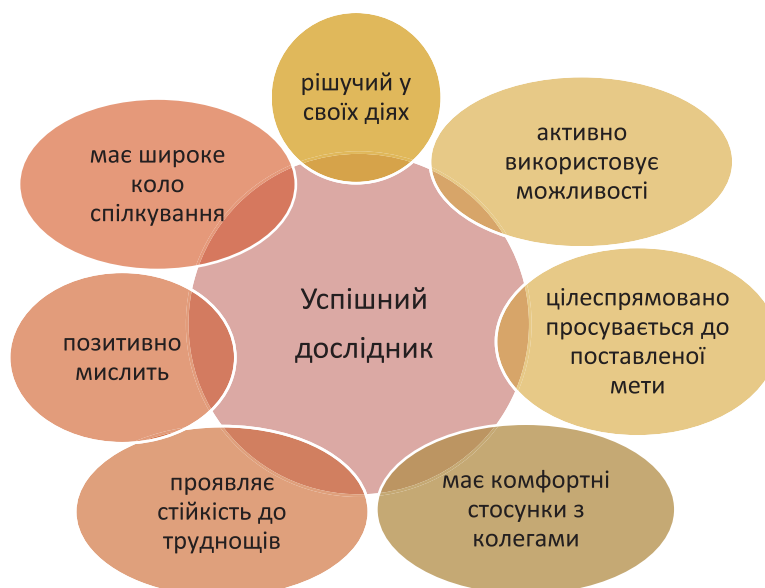 рішучий у
своїх діях
активно
використовує
можливості
цілеспрямовано
просувається до
поставленої
мети
має комфортні
стосунки з
колегами
проявляє
стійкість до
труднощів
позитивно
мислить
має широке
коло
спілкування
Успішний
дослідник